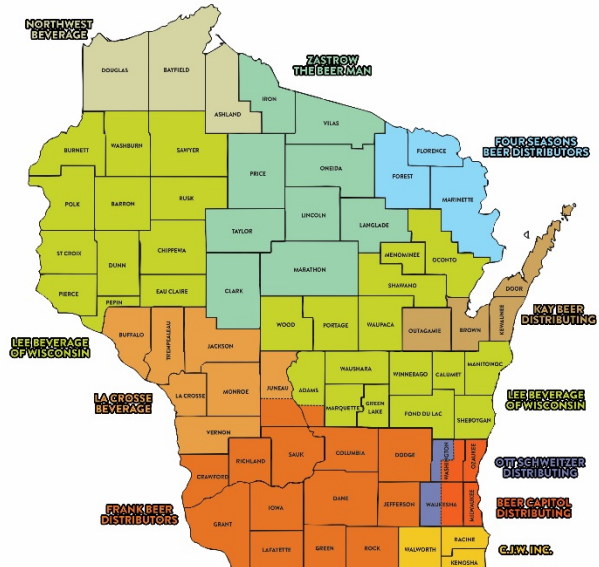 NORTHWEST
BEVERAGE
ZASTROW
THE BEER MAN
DOUGLAS
BAYFIELD
ASHLAND
IRON
VILAS
FOUR SEASONS
BEER DISTRIBUTORS
BURNETT
WASHBURN
SAWYER
PRICE
ONEIDA
FLORENCE
FOREST
MARINETTE
POLK
BARRON
RUSK
LINCOLN
LANGLADE
TAYLOR
ST CROIX
DUNN
CHIPPEWA
MENOMINEE
OCONTO
MARATHON
SHAWANO
CLARK
DOOR
PIERCE
PEPIN
EAU CLAIRE
KAY BEER
DISTRIBUTING
WOOD
PORTAGE
WAUPACA
OUTAGAMIE
BROWN
KEWAUNEE
BUFFALO
TREMPEALEAU
JACKSON
LEE BEVERAGE
OF WISCONSIN
JUNEAU
ADAMS
WAUSHARA
WINNEBAGO
CALUMET
MANITOWOC
LA CROSSE
BEVERAGE
LA CROSSE
MONROE
MARQUETTE
GREEN
LAKE
FOND DU LAC
SHEBOYGAN
LEE BEVERAGE
OF WISCONSIN
VERNON
RICHLAND
SAUK
COLUMBIA
DODGE
WASHINGTON
OZAUKEE
OTT SCHWEITZER
DISTRIBUTING
CRAWFORD
FRANK BEER
DISTRIBUTORS
GRANT
IOWA
DANE
JEFFERSON
WAUKESHA
MILWAUKEE
BEER CAPITOL
DISTRIBUTING
LAFAYETTE
GREEN
ROCK
WALWORTH
RACINE
KENOSHA
C.J.W. INC.